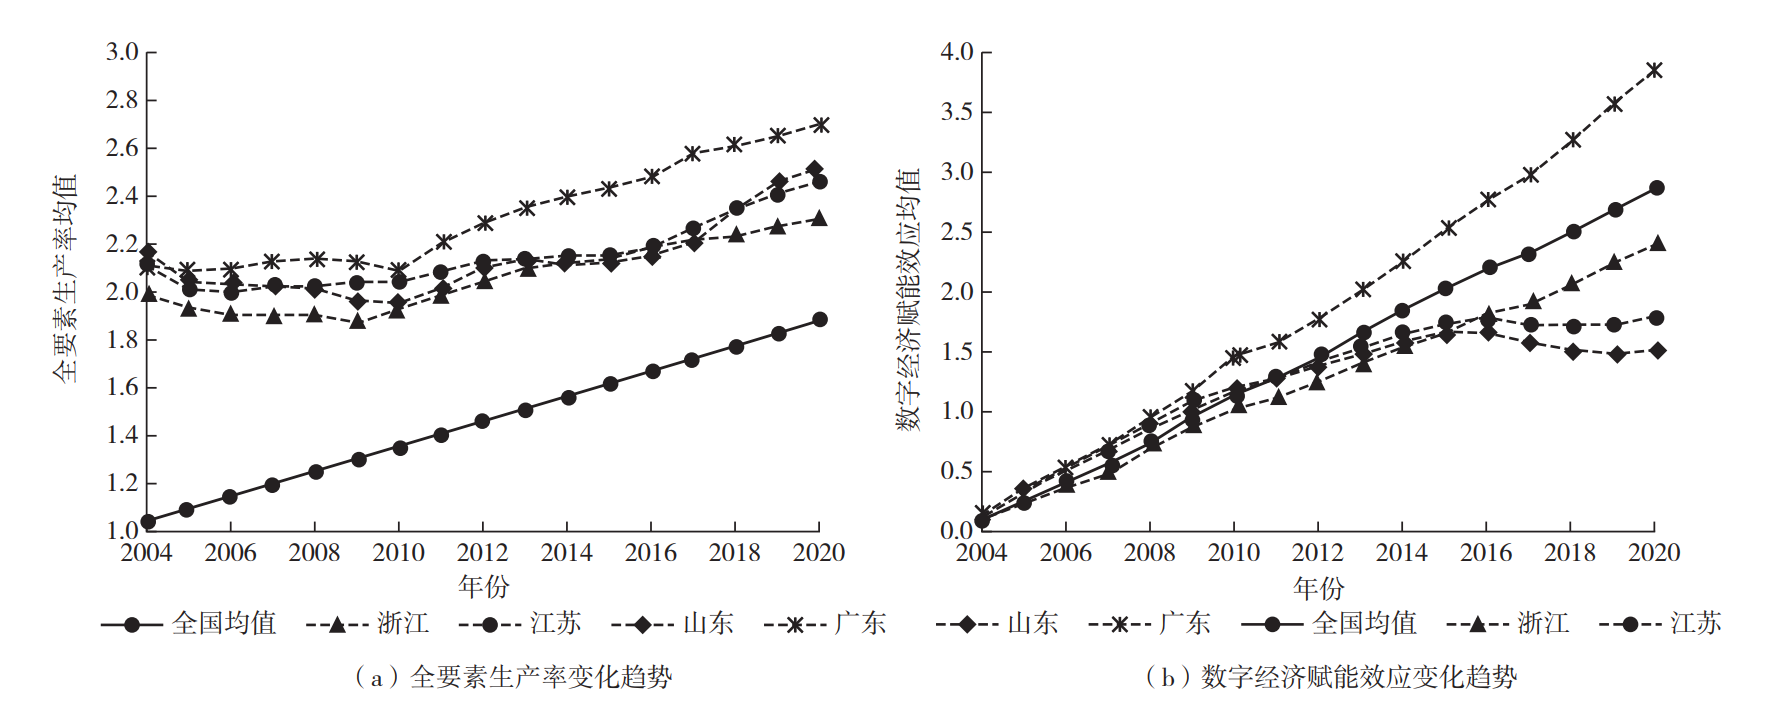 3.0
2.8
2.6
2.4
2.2
2.0
1.8
1.6
1.4
1.2
1.0
全要素生产率均值
2004 2006 2008 2010 2012 2014 2016 2018 2020
年份
全国均值 浙江 江苏 山东 广东
（a）全要素生产率变化趋势
4.0
3.5
3.0
2.5
2.0
1.5
1.0
0.5
0.0
数字经济赋能效应均值
2004 2006 2008 2010 2012 2014 2016 2018 2020
年份
山东 广东 全国均值 浙江 江苏
（b）数字经济赋能效应变化趋势